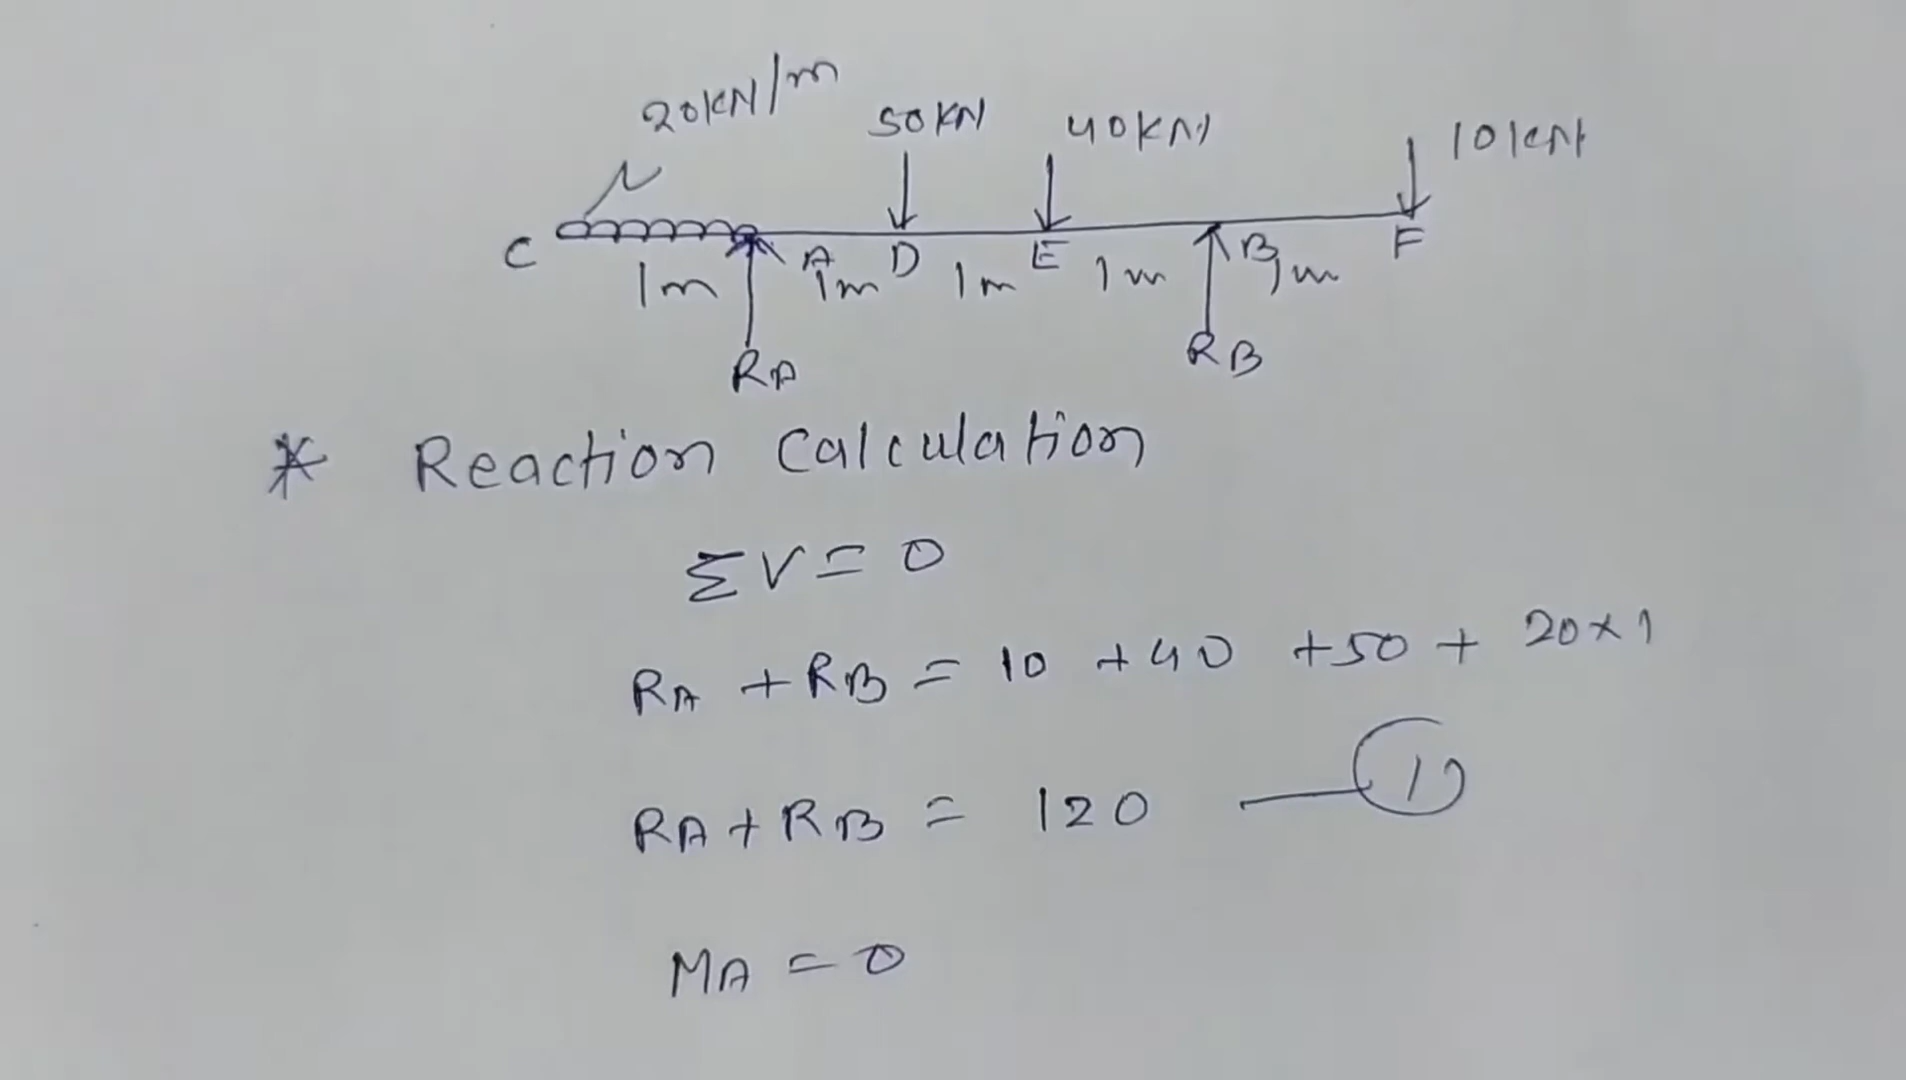 20KN/m
50KN
40KN
10KN
C
A
D
E
B
F
1m
1m
1m
1m
1m
RA
RB
* Reaction Calculation
ΣV = 0
RA + RB = 10 + 40 + 50 + 20×1
RA + RB = 120 — 1
MA = 0